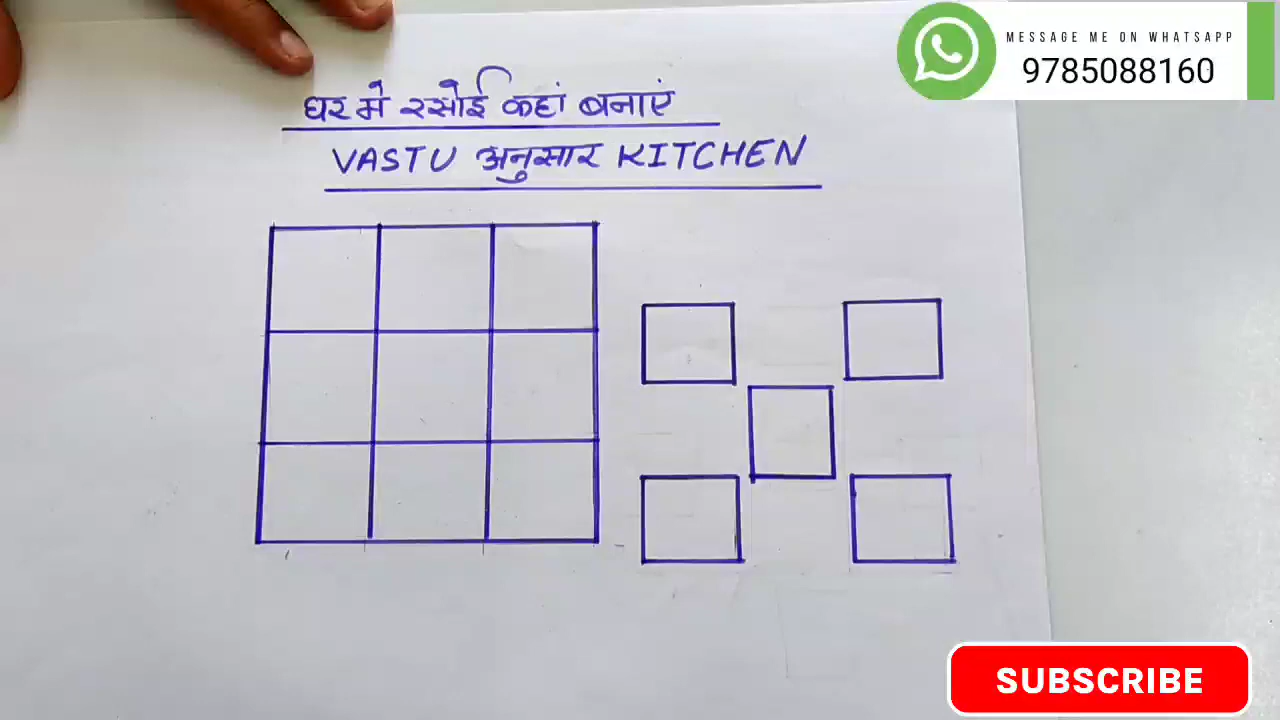 MESSAGE ME ON WHATSAPP
9785088160
घर मे रसोई कहां बनाएं
VASTU अनुसार KITCHEN
SUBSCRIBE